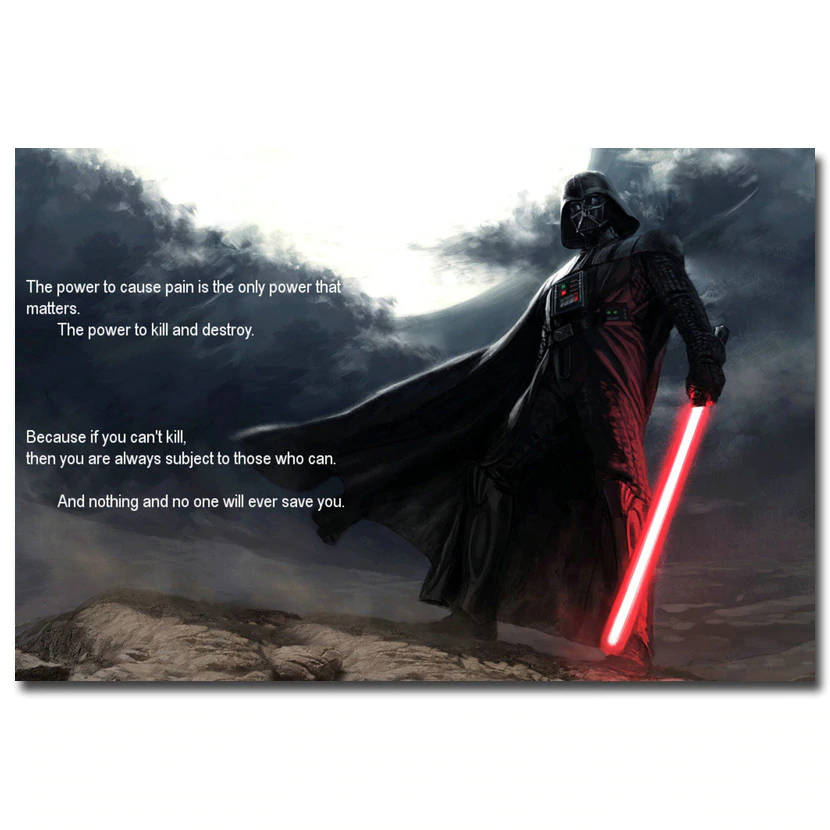 The power to cause pain is the only power that
matters.
The power to kill and destroy.
Because if you can't kill,
then you are always subject to those who can.
And nothing and no one will ever save you.